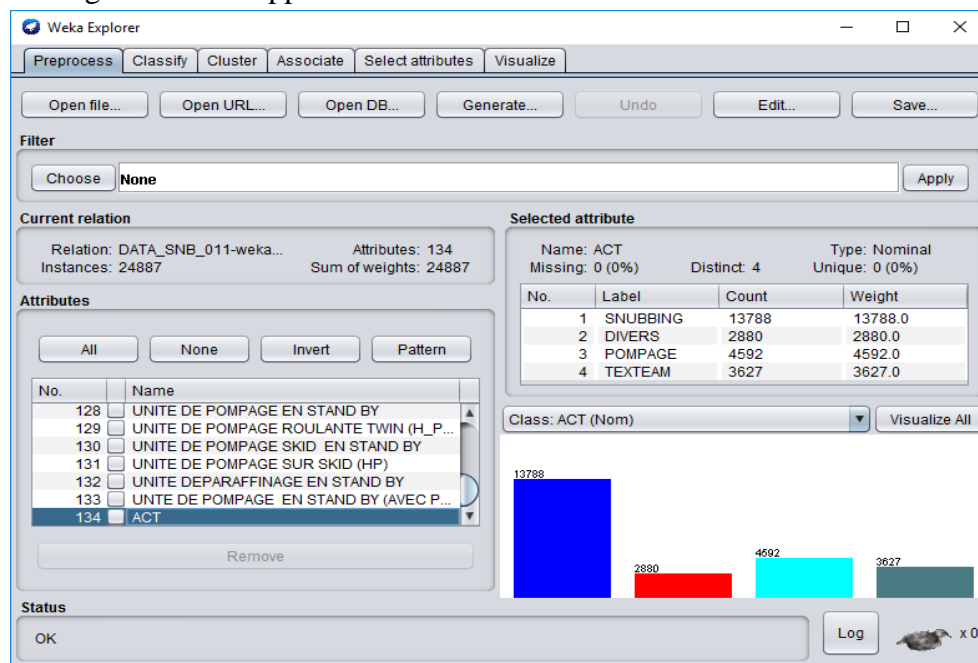 Weka Explorer
Preprocess Classify Cluster Associate Select attributes Visualize
Open file... Open URL... Open DB... Generate... Undo Edit... Save...
Filter
Choose None Apply
Current relation
Relation: DATA_SNB_011-weka... Attributes: 134
Instances: 24887 Sum of weights: 24887
Attributes
All None Invert Pattern
No. Name
128 UNITE DE POMPAGE EN STAND BY
129 UNITE DE POMPAGE ROULANTE TWIN (H_P...
130 UNITE DE POMPAGE SKID  EN STAND BY
131 UNITE DE POMPAGE SUR SKID (HP)
132 UNITE DEPARAFFINAGE EN STAND BY
133 UNTE DE POMPAGE  EN STAND BY (AVEC P...
134 ACT
Remove
Selected attribute
Name: ACT Type: Nominal
Missing: 0 (0%) Distinct: 4 Unique: 0 (0%)
No. Label Count Weight
1 SNUBBING 13788 13788.0
2 DIVERS 2880 2880.0
3 POMPAGE 4592 4592.0
4 TEXTEAM 3627 3627.0
Class: ACT (Nom) Visualize All
13788
2880
4592
3627
Status
OK
Log x 0